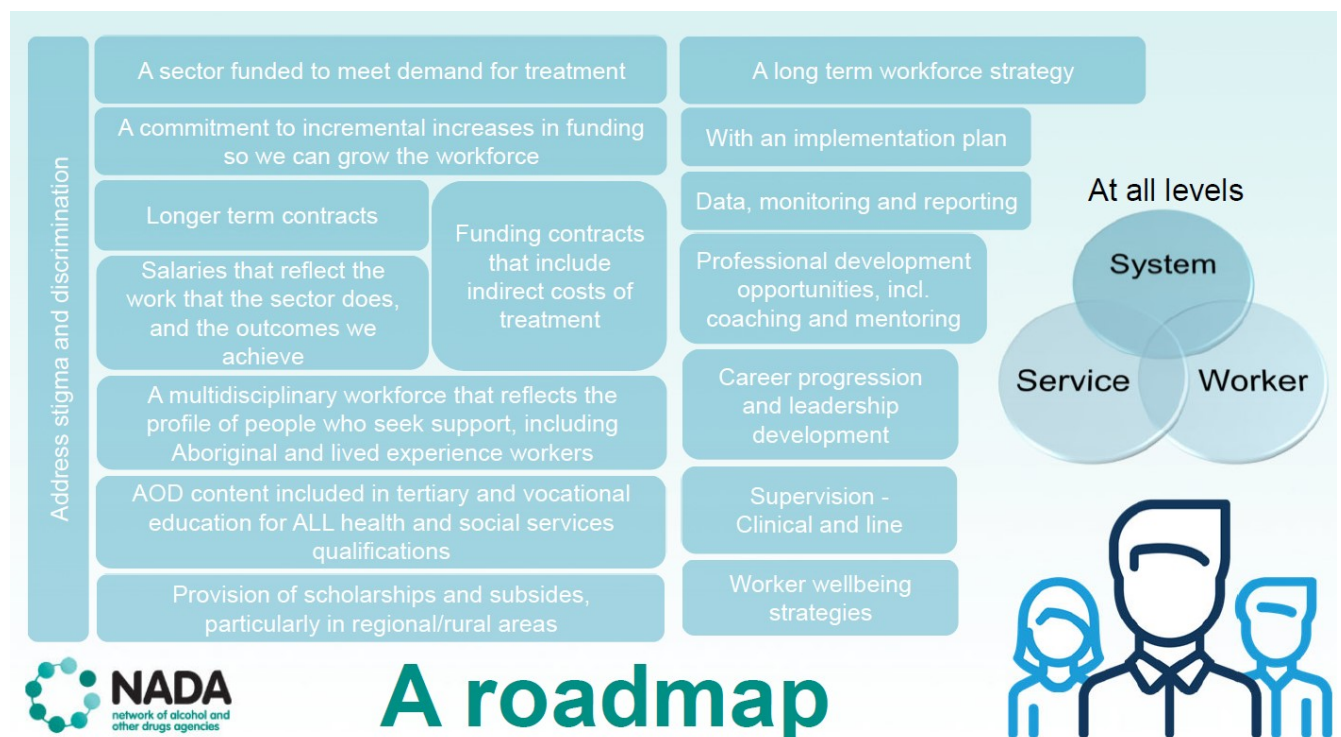 Address stigma and discrimination
A sector funded to meet demand for treatment
A commitment to incremental increases in funding
so we can grow the workforce
Longer term contracts
Salaries that reflect the
work that the sector does,
and the outcomes we
achieve
Funding contracts
that include
indirect costs of
treatment
A multidisciplinary workforce that reflects the
profile of people who seek support, including
Aboriginal and lived experience workers
AOD content included in tertiary and vocational
education for ALL health and social services
qualifications
Provision of scholarships and subsides,
particularly in regional/rural areas
A long term workforce strategy
With an implementation plan
Data, monitoring and reporting
Professional development
opportunities, incl.
coaching and mentoring
Career progression
and leadership
development
Supervision -
Clinical and line
Worker wellbeing
strategies
At all levels
System
Service
Worker
NADA
network of alcohol and
other drugs agencies
A roadmap